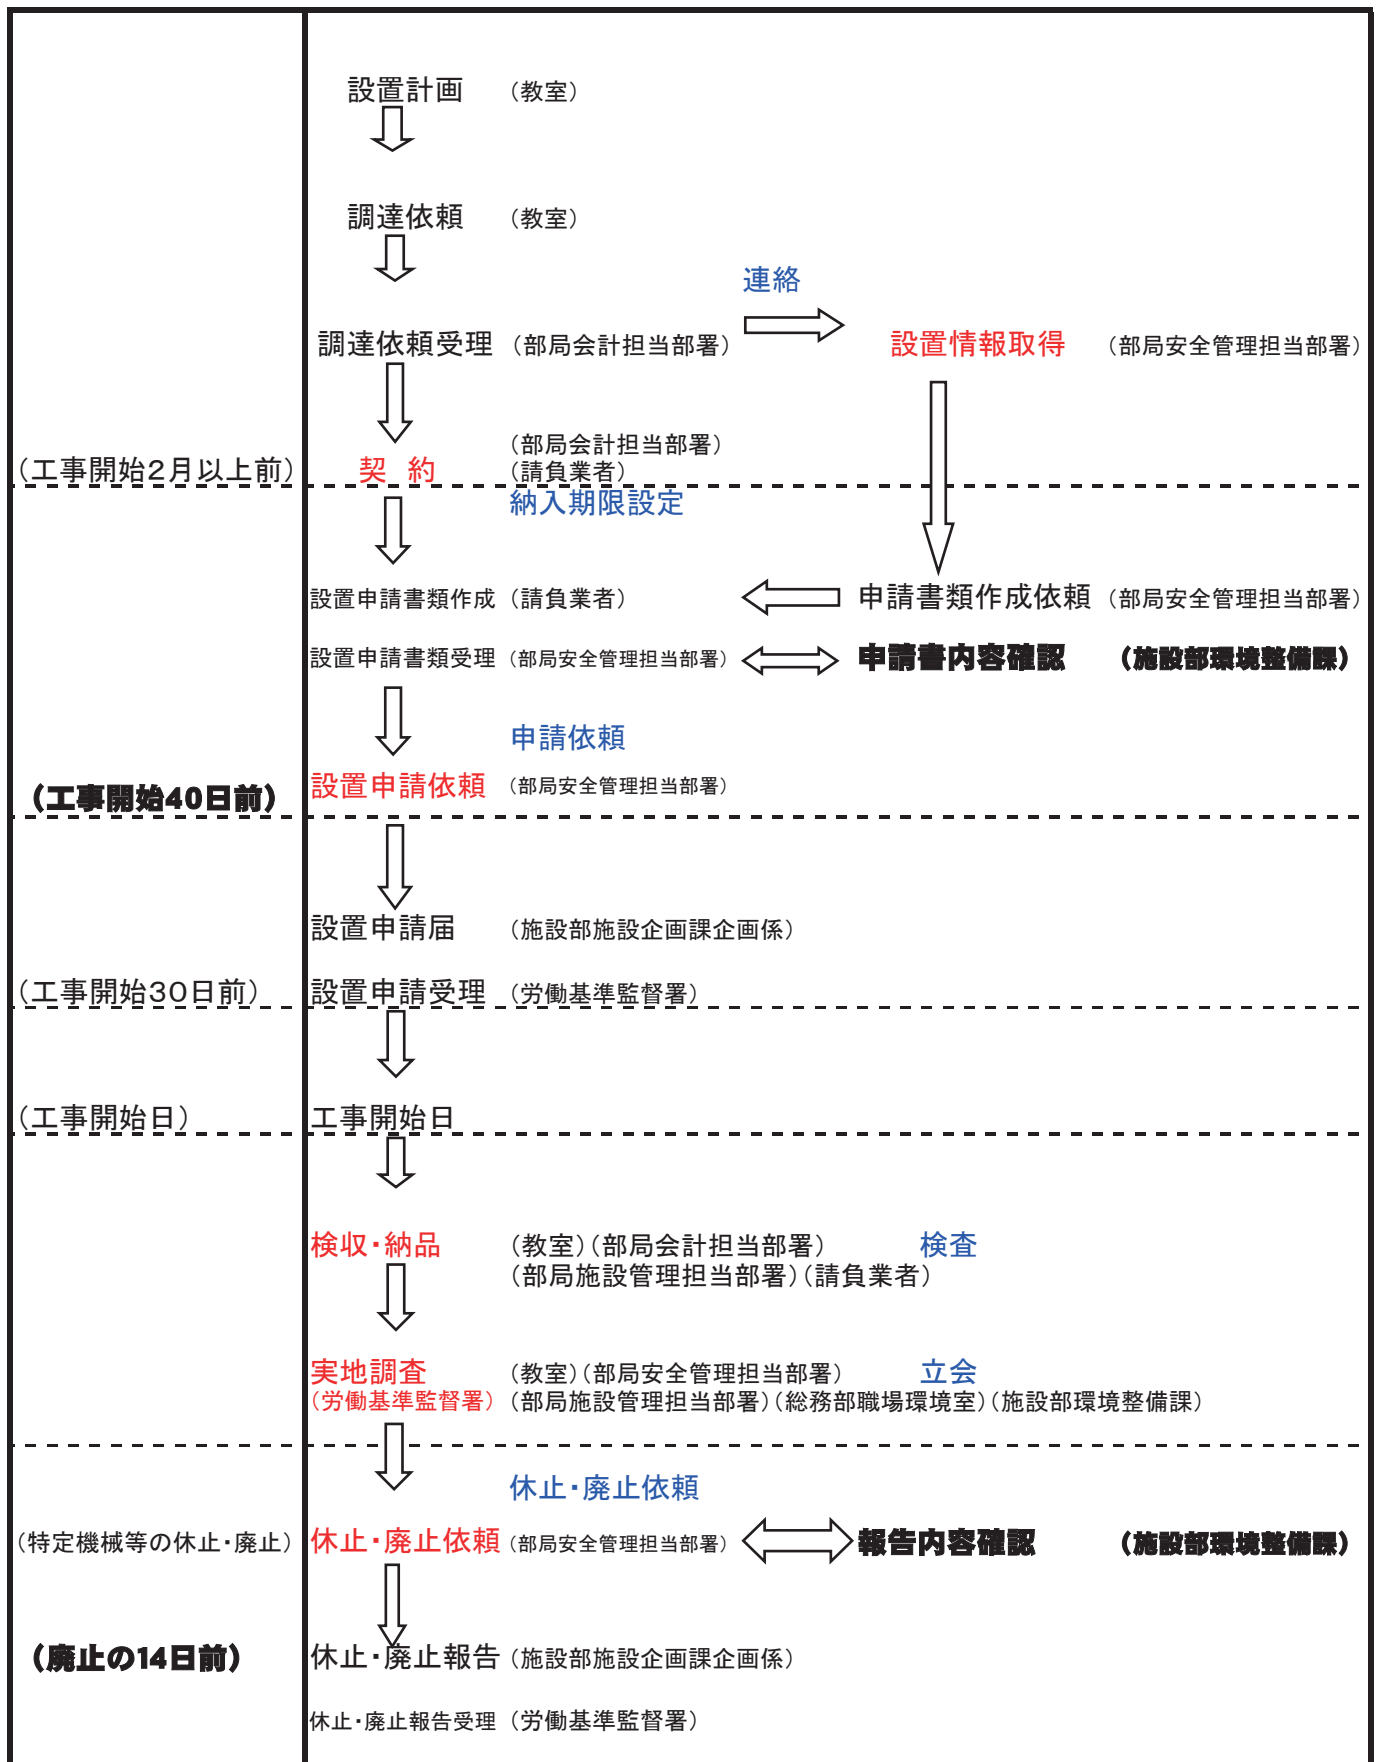 設置計画 （教室）
調達依頼 （教室）
連絡
調達依頼受理 （部局会計担当部署） 設置情報取得 （部局安全管理担当部署）
（部局会計担当部署）
（工事開始2月以上前） 契 約 （請負業者）
納入期限設定
設置申請書類作成 （請負業者） 申請書類作成依頼 （部局安全管理担当部署）
設置申請書類受理 （部局安全管理担当部署） 申請書内容確認 （施設部環境整備課）
申請依頼
（工事開始40日前） 設置申請依頼 （部局安全管理担当部署）
設置申請届 （施設部施設企画課企画係）
（工事開始30日前） 設置申請受理 （労働基準監督署）
（工事開始日） 工事開始日
検収・納品 （教室）（部局会計担当部署） 検査
（部局施設管理担当部署）（請負業者）
実地調査 （教室）（部局安全管理担当部署） 立会
（労働基準監督署） （部局施設管理担当部署）（総務部職場環境室）（施設部環境整備課）
休止・廃止依頼
（特定機械等の休止・廃止） 休止・廃止依頼 （部局安全管理担当部署） 報告内容確認 （施設部環境整備課）
（廃止の14日前） 休止・廃止報告 （施設部施設企画課企画係）
休止・廃止報告受理 （労働基準監督署）